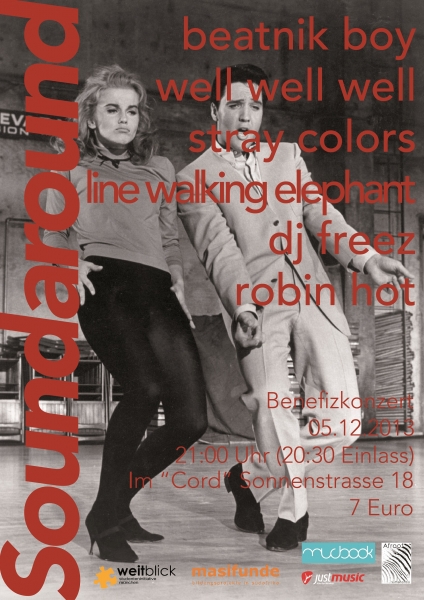 Soundaround
beatnik boy
well well well
stray colors
line walking elephant
dj freez
robin hot
Benefizkonzert
05.12.2013
21:00 Uhr (20:30 Einlass)
Im "Cord" Sonnenstrasse 18
7 Euro
weitblick
masifunde
mucbook
justmusic